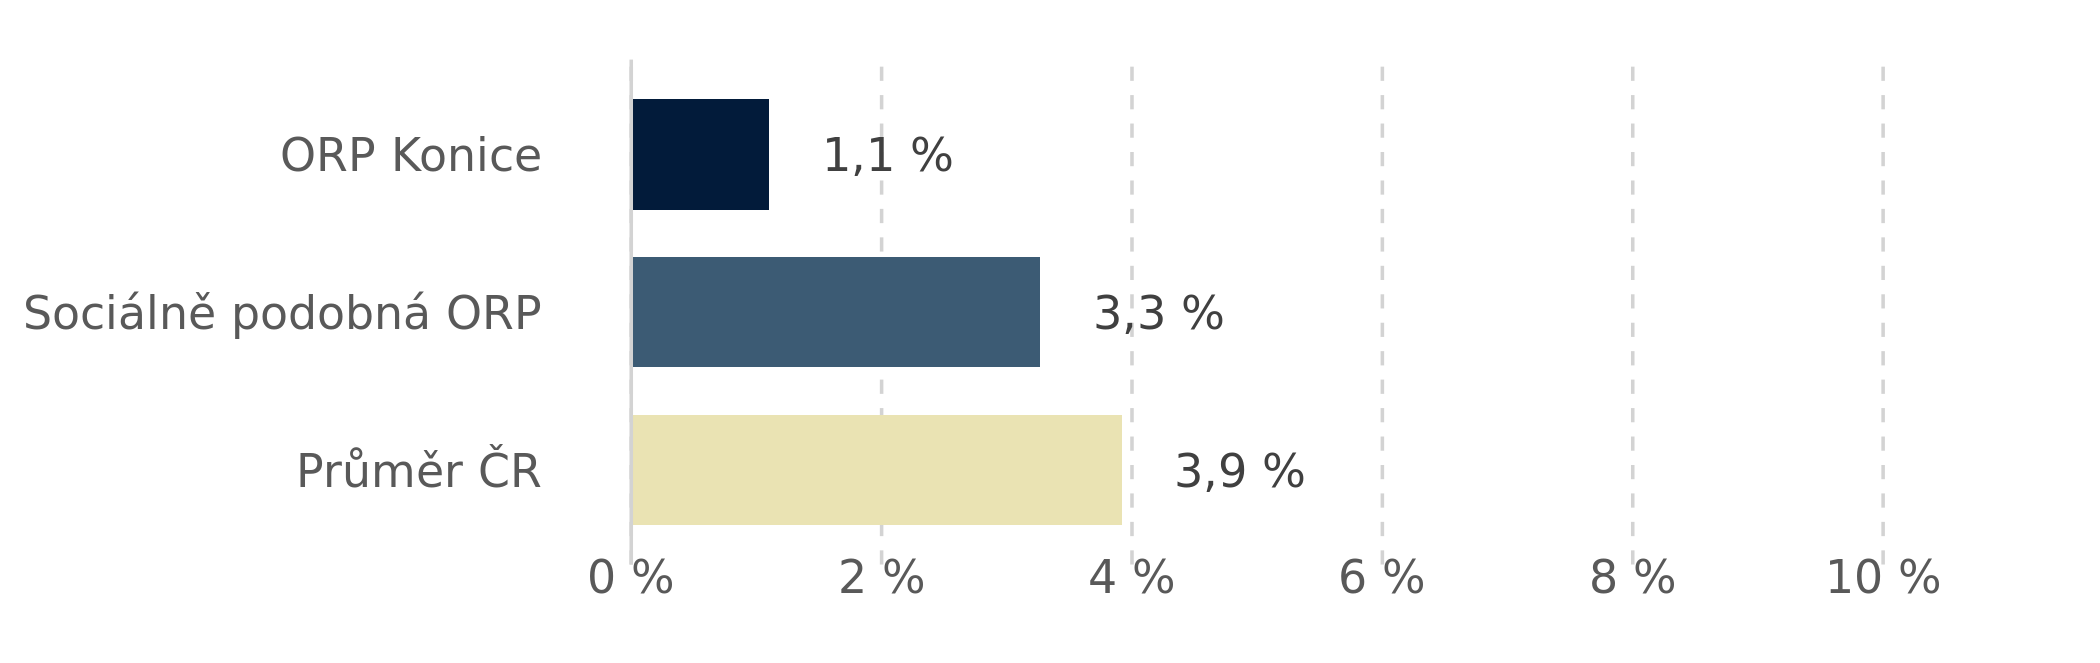 ORP Konice
1,1 %
Sociálně podobná ORP
3,3 %
Průměr ČR
3,9 %
0 % 2 % 4 % 6 % 8 % 10 %